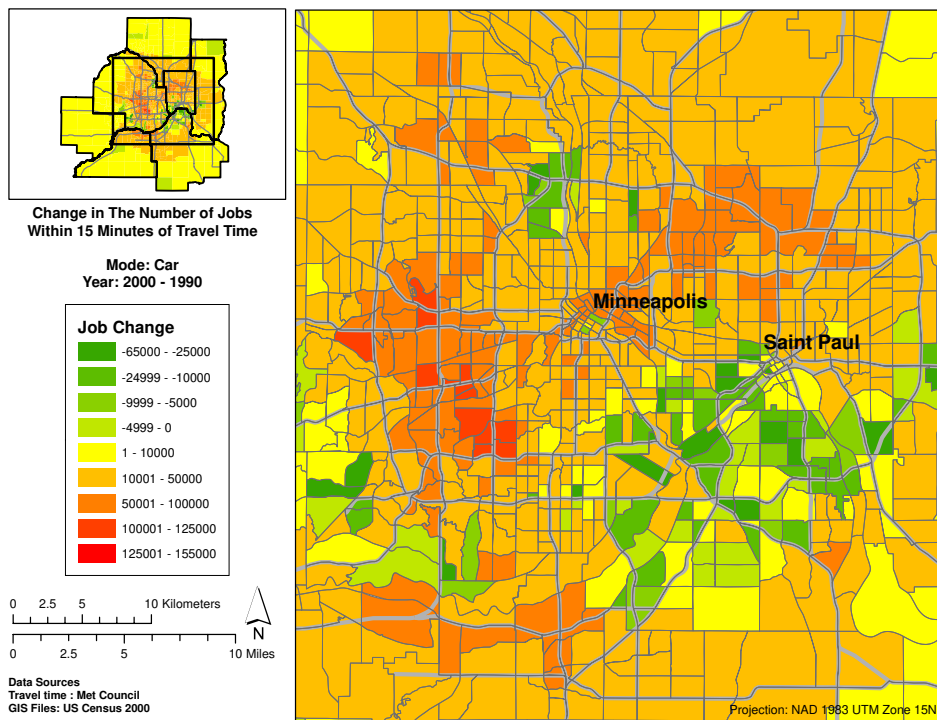 Change in The Number of Jobs
Within 15 Minutes of Travel Time
Mode: Car
Year: 2000 - 1990
Job Change
-65000 - -25000
-24999 - -10000
-9999 - -5000
-4999 - 0
1 - 10000
10001 - 50000
50001 - 100000
100001 - 125000
125001 - 155000
0 2.5 5 10 Kilometers
0 2.5 5 10 Miles
N
Data Sources
Travel time : Met Council
GIS Files: US Census 2000
Minneapolis
Saint Paul
Projection: NAD 1983 UTM Zone 15N